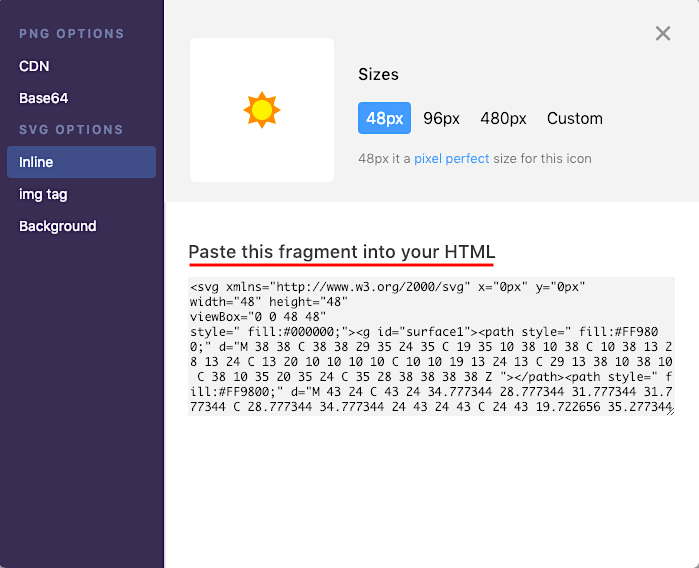 PNG OPTIONS
CDN
Base64
SVG OPTIONS
Inline
img tag
Background
Sizes
48px 96px 480px Custom
48px it a pixel perfect size for this icon
Paste this fragment into your HTML
<svg xmlns="http://www.w3.org/2000/svg" x="0px" y="0px"
width="48" height="48"
viewBox="0 0 48 48"
style=" fill:#000000;"><g id="surface1"><path style=" fill:#FF980
0;" d="M 38 38 C 38 38 29 35 24 35 C 19 35 10 38 10 38 C 10 38 13 2
8 13 24 C 13 20 10 10 10 10 C 10 10 19 13 24 13 C 29 13 38 10 38 10
C 38 10 35 20 35 24 C 35 28 38 38 38 38 Z "></path><path style=" f
ill:#FF9800;" d="M 43 24 C 43 24 34.777344 28.777344 31.777344 31.7
77344 C 28.777344 34.777344 24 43 24 43 C 24 43 19.722656 35.277344